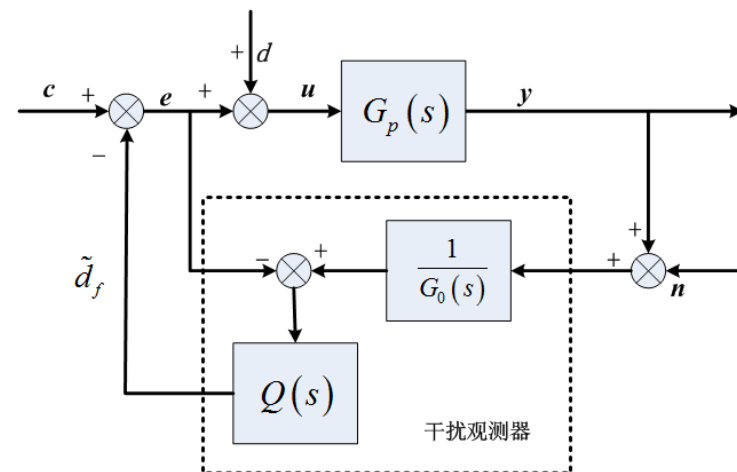 + d
c + e + u G_p(s) y
−
+
− + 1/G_0(s) + n
d̃_f
Q(s)
干扰观测器